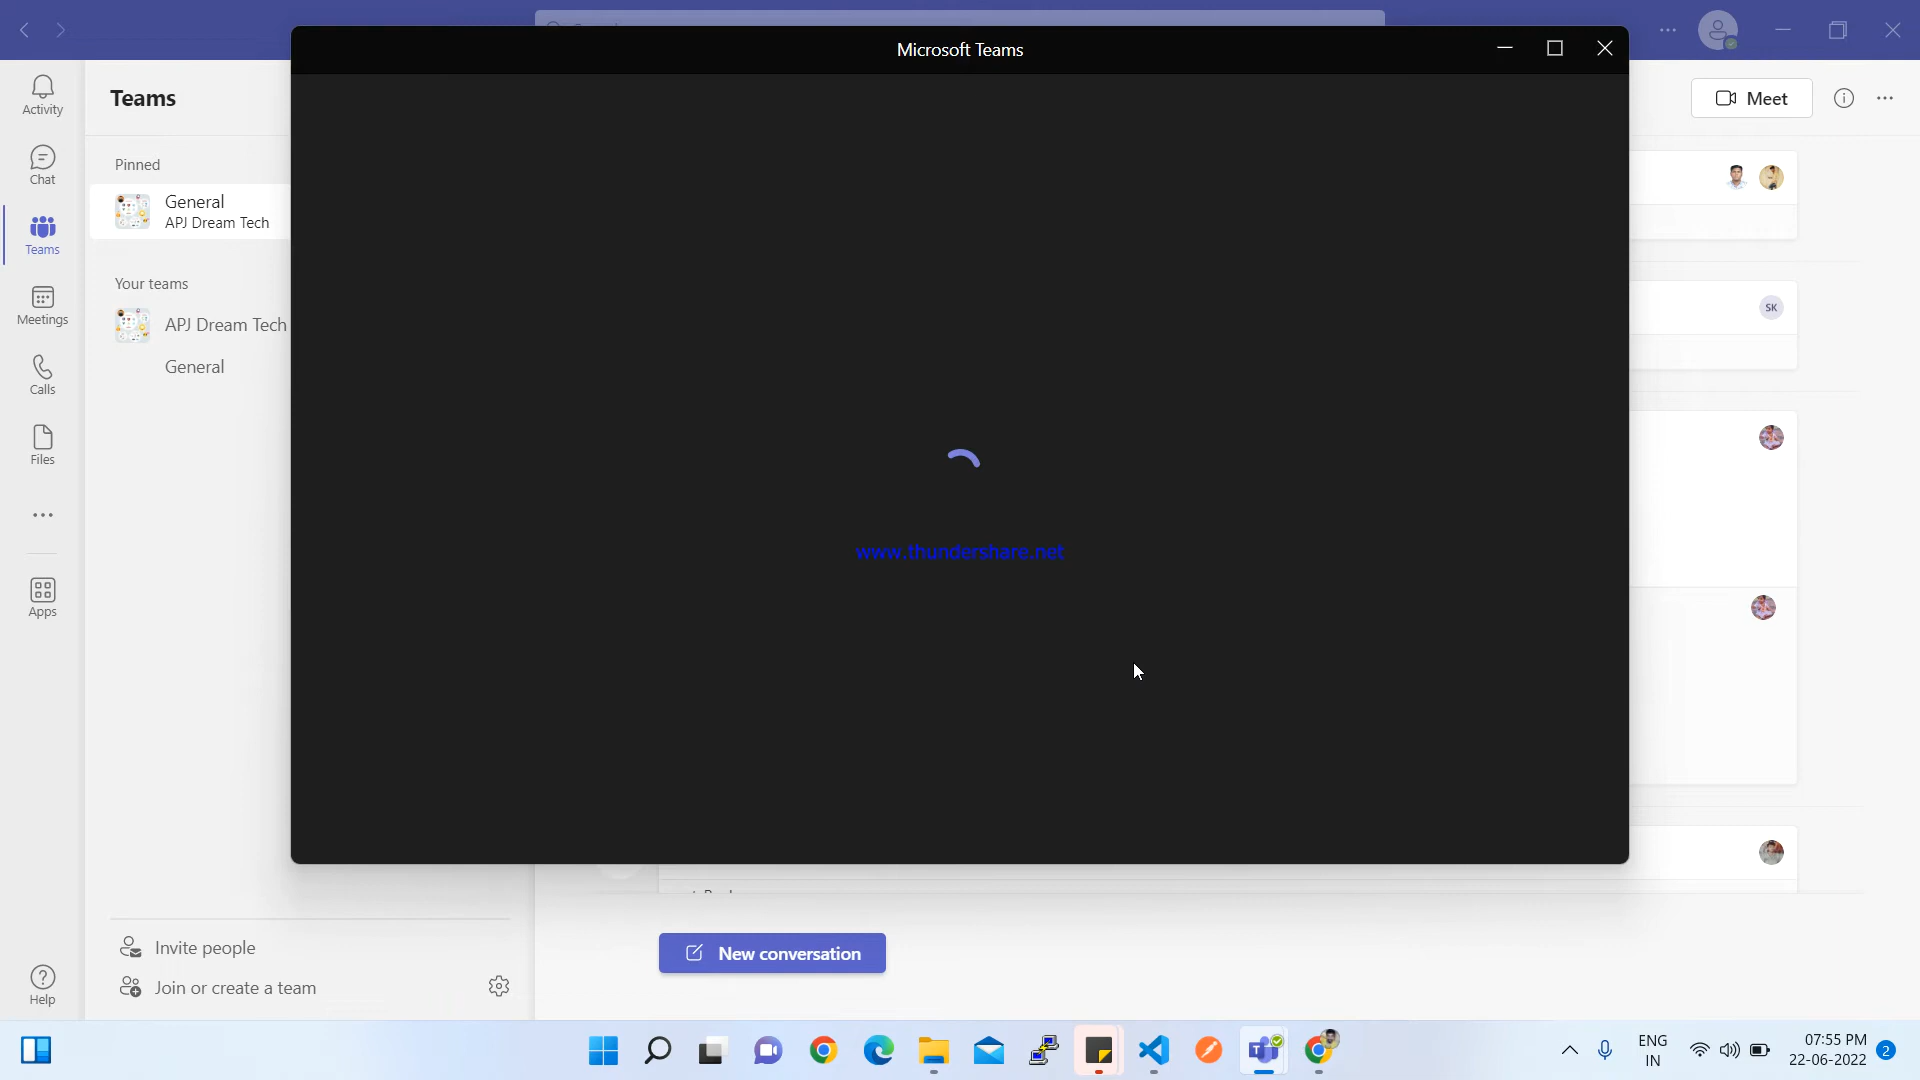 Microsoft Teams
Activity
Chat
Teams
Meetings
Calls
Files
Apps
Help
Teams
Pinned
General
APJ Dream Tech
Your teams
APJ Dream Tech
General
Invite people
Join or create a team
www.thundershare.net
Meet
SK
New conversation
ENG
IN
07:55 PM
22-06-2022
2